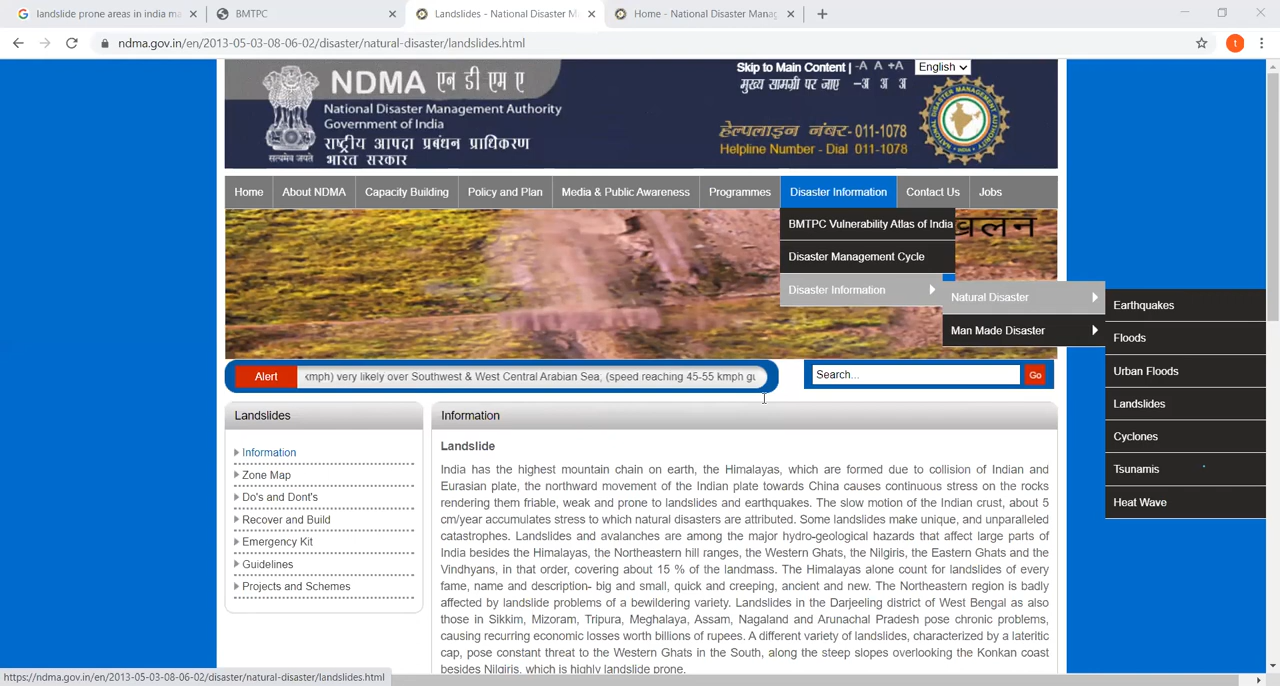 landslide prone areas in india ma
BMTPC
Landslides - National Disaster M
Home - National Disaster Manag
ndma.gov.in/en/2013-05-03-08-06-02/disaster/natural-disaster/landslides.html
NDMA एन डी एम ए
National Disaster Management Authority
Government of India
राष्ट्रीय आपदा प्रबंधन प्राधिकरण
भारत सरकार
सत्यमेव जयते
Skip to Main Content | -A A +A
English
मुख्य सामग्री पर जाए -अ अ अ
हेल्पलाइन नंबर- 011-1078
Helpline Number - Dial 011-1078
Home About NDMA Capacity Building Policy and Plan Media & Public Awareness Programmes Disaster Information Contact Us Jobs
BMTPC Vulnerability Atlas of India
Disaster Management Cycle
Disaster Information
Natural Disaster
Man Made Disaster
Earthquakes
Floods
Urban Floods
Landslides
Cyclones
Tsunamis
Heat Wave
Alert
kmph) very likely over Southwest & West Central Arabian Sea, (speed reaching 45-55 kmph gu
Search...
Go
Landslides
Information
Zone Map
Do's and Dont's
Recover and Build
Emergency Kit
Guidelines
Projects and Schemes
Information
Landslide
India has the highest mountain chain on earth, the Himalayas, which are formed due to collision of Indian and
Eurasian plate, the northward movement of the Indian plate towards China causes continuous stress on the rocks
rendering them friable, weak and prone to landslides and earthquakes. The slow motion of the Indian crust, about 5
cm/year accumulates stress to which natural disasters are attributed. Some landslides make unique, and unparalleled
catastrophes. Landslides and avalanches are among the major hydro-geological hazards that affect large parts of
India besides the Himalayas, the Northeastern hill ranges, the Western Ghats, the Nilgiris, the Eastern Ghats and the
Vindhyans, in that order, covering about 15 % of the landmass. The Himalayas alone count for landslides of every
fame, name and description- big and small, quick and creeping, ancient and new. The Northeastern region is badly
affected by landslide problems of a bewildering variety. Landslides in the Darjeeling district of West Bengal as also
those in Sikkim, Mizoram, Tripura, Meghalaya, Assam, Nagaland and Arunachal Pradesh pose chronic problems,
causing recurring economic losses worth billions of rupees. A different variety of landslides, characterized by a lateritic
cap, pose constant threat to the Western Ghats in the South, along the steep slopes overlooking the Konkan coast
besides Nilgiris, which is highly landslide prone.
https://ndma.gov.in/en/2013-05-03-08-06-02/disaster/natural-disaster/landslides.html